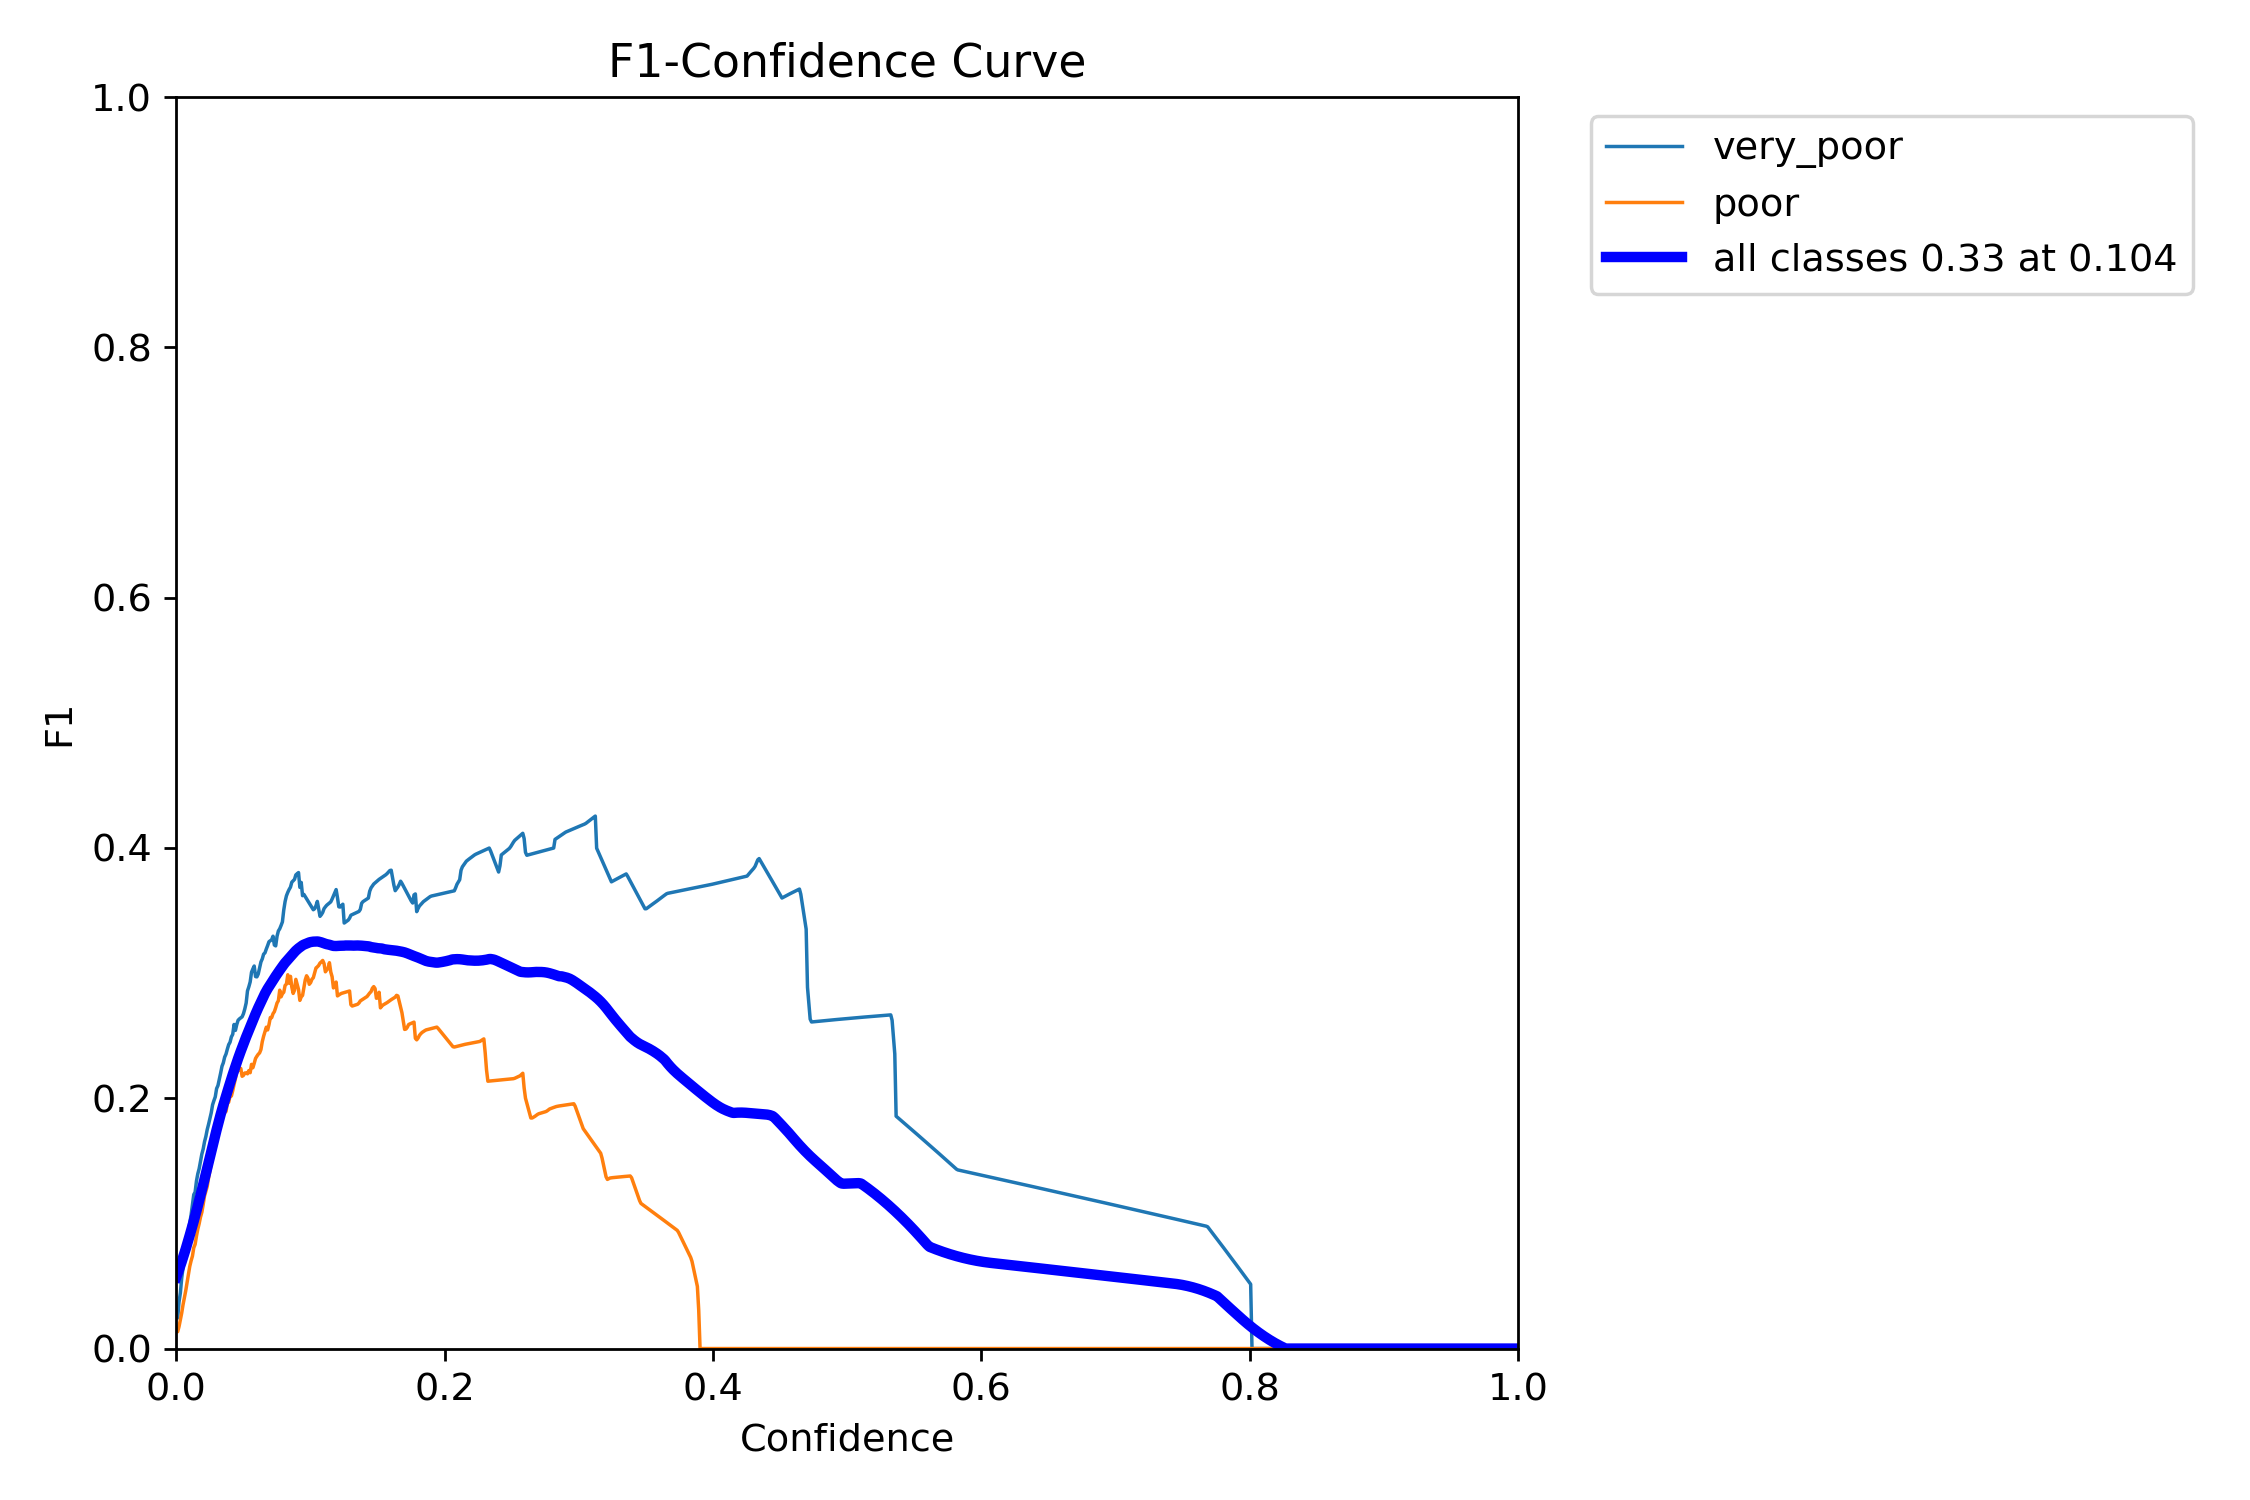 F1-Confidence Curve
1.0
0.8
0.6
0.4
0.2
0.0
F1
0.0 0.2 0.4 0.6 0.8 1.0
Confidence
very_poor
poor
all classes 0.33 at 0.104